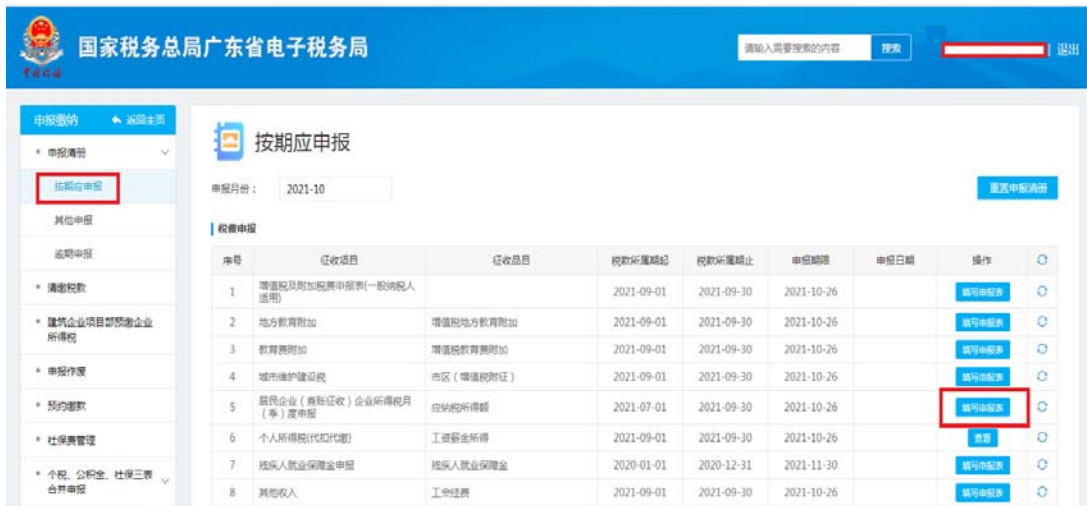 国家税务总局广东省电子税务局
请输入需要搜索的内容 搜索 | 退出
中国税务
申报缴纳 返回主页
申报清册
按期应申报
其他申报
逾期申报
清缴税款
建筑企业项目部预缴企业
所得税
申报作废
预约缴款
社保费管理
个税、公积金、社保三表
合并申报
按期应申报
申报月份： 2021-10 重置申报清册
税费申报
序号 征收项目 征收品目 税款所属期起 税款所属期止 申报期限 申报日期 操作
1 增值税及附加税费申报表(一般纳税人
适用) 2021-09-01 2021-09-30 2021-10-26 填写申报表
2 地方教育附加 增值税地方教育附加 2021-09-01 2021-09-30 2021-10-26 填写申报表
3 教育费附加 增值税教育费附加 2021-09-01 2021-09-30 2021-10-26 填写申报表
4 城市维护建设税 市区（增值税附征） 2021-09-01 2021-09-30 2021-10-26 填写申报表
5 居民企业（查账征收）企业所得税月
（季）度申报 应纳税所得额 2021-07-01 2021-09-30 2021-10-26 填写申报表
6 个人所得税(代扣代缴) 工资薪金所得 2021-09-01 2021-09-30 2021-10-26 查看
7 残疾人就业保障金申报 残疾人就业保障金 2020-01-01 2020-12-31 2021-11-30 填写申报表
8 其他收入 工会经费 2021-09-01 2021-09-30 2021-10-26 填写申报表